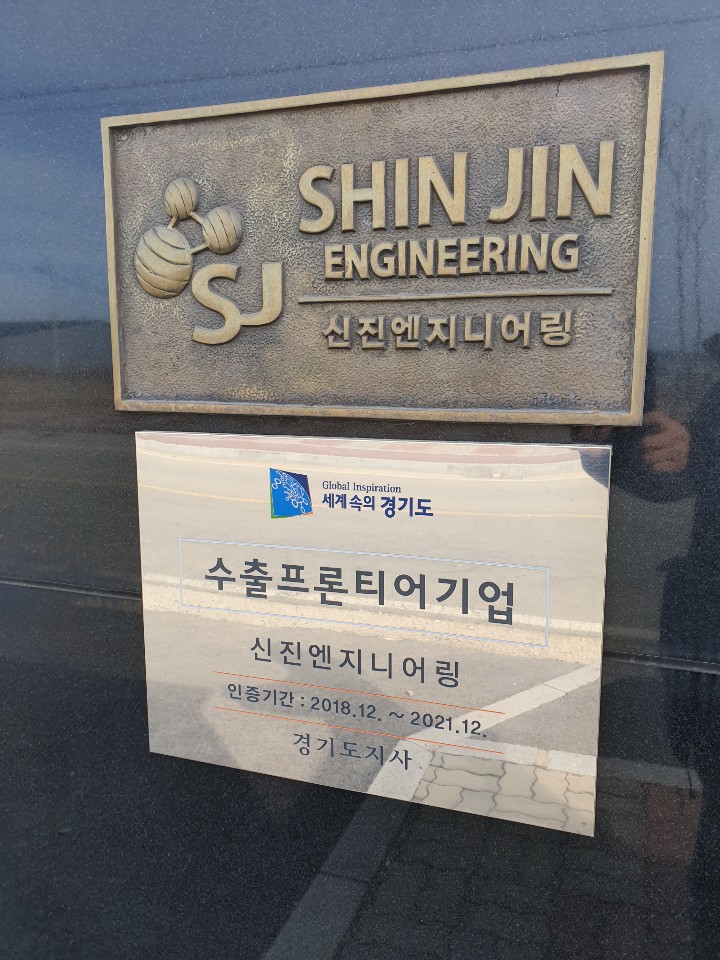 SJ
SHIN JIN
ENGINEERING
신진엔지니어링
Global Inspiration
세계 속의 경기도
수출프론티어기업
신진엔지니어링
인증기간 : 2018.12. ~ 2021.12.
경기도지사